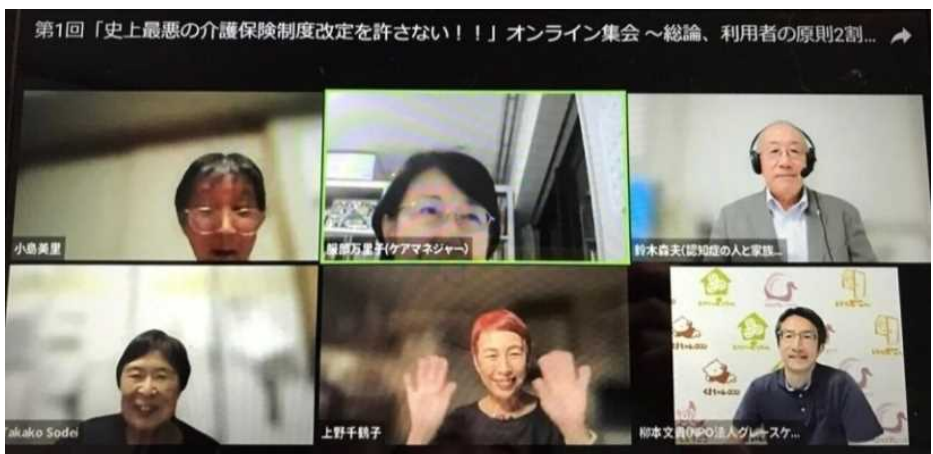 第1回「史上最悪の介護保険制度改定を許さない！！」オンライン集会 ～総論、利用者の原則2割...
小島美里
服部万里子(ケアマネジャー)
鈴木森夫(認知症の人と家族...
Takako Sodei
上野千鶴子
柳本文貴(NPO法人グレースケ...